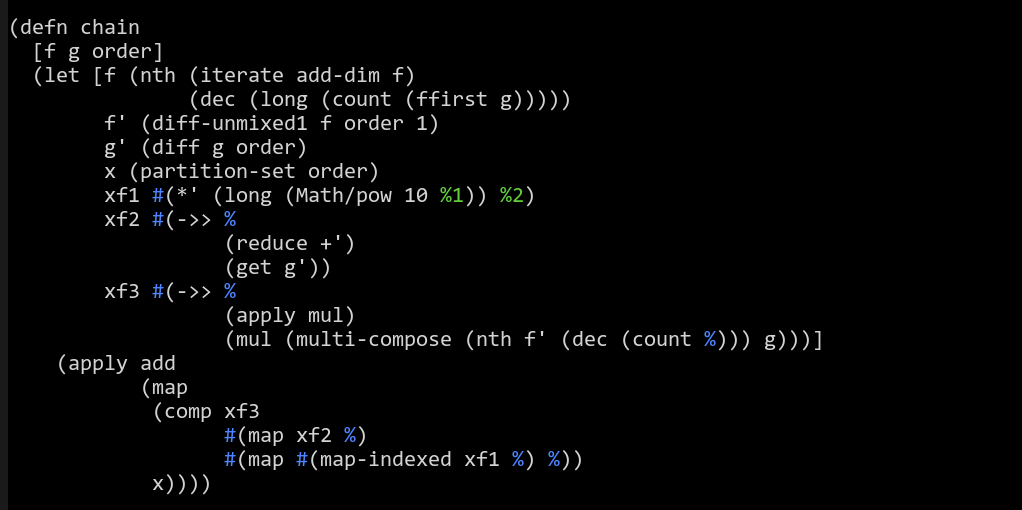 (defn chain
  [f g order]
  (let [f (nth (iterate add-dim f)
               (dec (long (count (ffirst g)))))
        f' (diff-unmixed1 f order 1)
        g' (diff g order)
        x (partition-set order)
        xf1 #(*' (long (Math/pow 10 %1)) %2)
        xf2 #(->> %
                  (reduce +')
                  (get g'))
        xf3 #(->> %
                  (apply mul)
                  (mul (multi-compose (nth f' (dec (count %))) g)))]
    (apply add
           (map
            (comp xf3
                  #(map xf2 %)
                  #(map #(map-indexed xf1 %) %))
            x))))